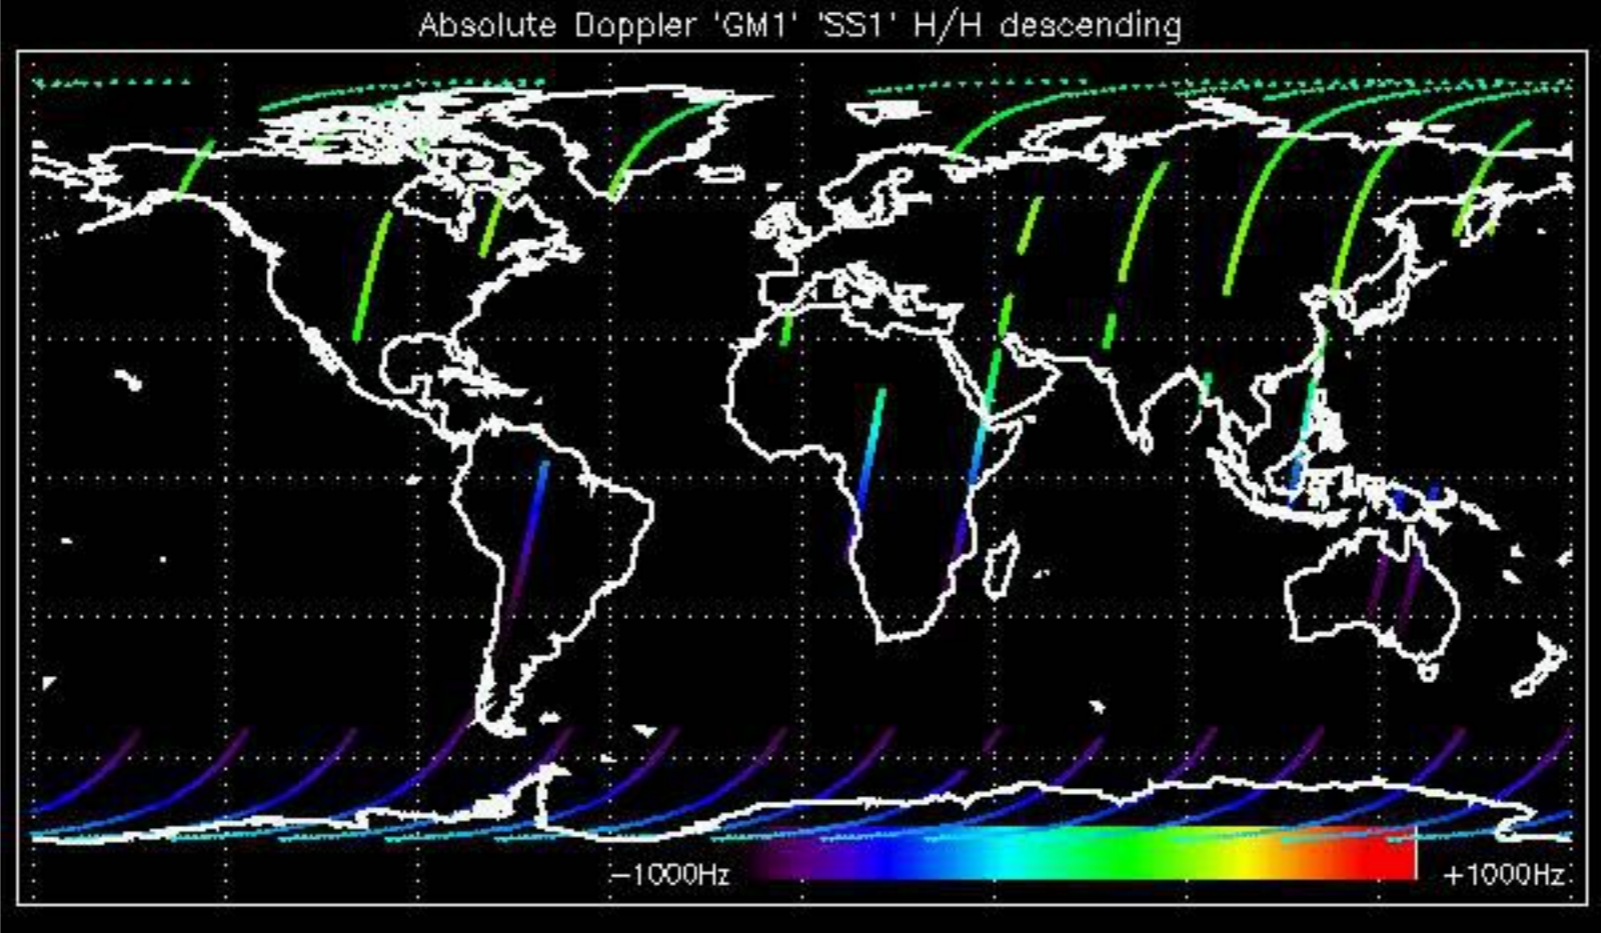 Absolute Doppler 'GM1' 'SS1' H/H descending
−1000Hz +1000Hz